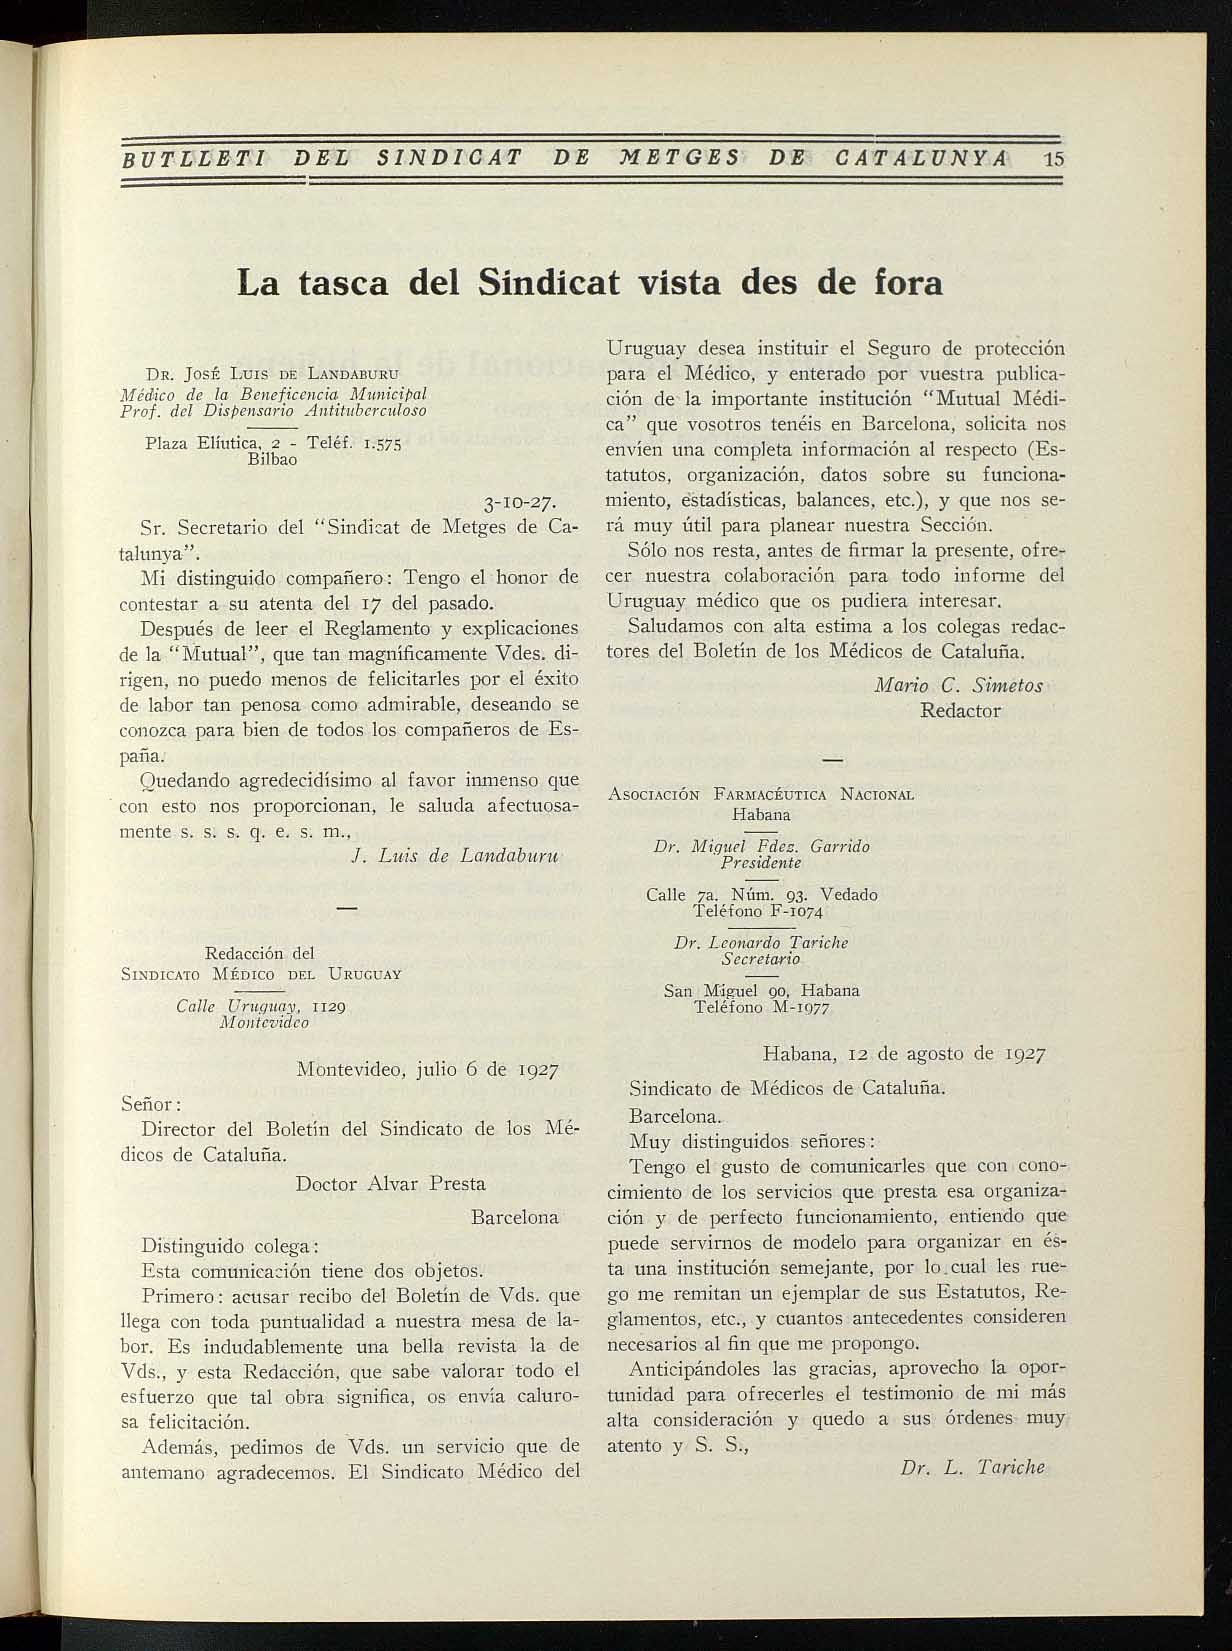 BUTLLETI DEL SINDICAT DE METGES DE CATALUNYA 15
La tasca del Sindicat vista des de fora
DR. JOSÉ LUIS DE LANDABURU
Médico de la Beneficencia Municipal
Prof. del Dispensario Antituberculoso
Plaza Elíutica, 2 - Teléf. 1.575
Bilbao
3-10-27.
Sr. Secretario del "Sindicat de Metges de Ca-
talunya".
Mi distinguido compañero: Tengo el honor de
contestar a su atenta del 17 del pasado.
Después de leer el Reglamento y explicaciones
de la "Mutual", que tan magníficamente Vdes. di-
rigen, no puedo menos de felicitarles por el éxito
de labor tan penosa como admirable, deseando se
conozca para bien de todos los compañeros de Es-
paña.
Quedando agredecidísimo al favor inmenso que
con esto nos proporcionan, le saluda afectuosa-
mente s. s. s. q. e. s. m.,
J. Luis de Landaburu
—
Redacción del
SINDICATO MÉDICO DEL URUGUAY
Calle Uruguay, 1129
Montevideo
Montevideo, julio 6 de 1927
Señor:
Director del Boletín del Sindicato de los Mé-
dicos de Cataluña.
Doctor Alvar Presta
Barcelona
Distinguido colega:
Esta comunicación tiene dos objetos.
Primero: acusar recibo del Boletín de Vds. que
llega con toda puntualidad a nuestra mesa de la-
bor. Es indudablemente una bella revista la de
Vds., y esta Redacción, que sabe valorar todo el
esfuerzo que tal obra significa, os envía caluro-
sa felicitación.
Además, pedimos de Vds. un servicio que de
antemano agradecemos. El Sindicato Médico del
Uruguay desea instituir el Seguro de protección
para el Médico, y enterado por vuestra publica-
ción de la importante institución "Mutual Médi-
ca" que vosotros tenéis en Barcelona, solicita nos
envíen una completa información al respecto (Es-
tatutos, organización, datos sobre su funciona-
miento, estadísticas, balances, etc.), y que nos se-
rá muy útil para planear nuestra Sección.
Sólo nos resta, antes de firmar la presente, ofre-
cer nuestra colaboración para todo informe del
Uruguay médico que os pudiera interesar.
Saludamos con alta estima a los colegas redac-
tores del Boletín de los Médicos de Cataluña.
Mario C. Simetos
Redactor
—
ASOCIACIÓN FARMACÉUTICA NACIONAL
Habana
Dr. Miguel Fdez. Garrido
Presidente
Calle 7a. Núm. 93. Vedado
Teléfono F-1074
Dr. Leonardo Tariche
Secretario
San Miguel 90, Habana
Teléfono M-1977
Habana, 12 de agosto de 1927
Sindicato de Médicos de Cataluña.
Barcelona.
Muy distinguidos señores:
Tengo el gusto de comunicarles que con cono-
cimiento de los servicios que presta esa organiza-
ción y de perfecto funcionamiento, entiendo que
puede servirnos de modelo para organizar en és-
ta una institución semejante, por lo cual les rue-
go me remitan un ejemplar de sus Estatutos, Re-
glamentos, etc., y cuantos antecedentes consideren
necesarios al fin que me propongo.
Anticipándoles las gracias, aprovecho la opor-
tunidad para ofrecerles el testimonio de mi más
alta consideración y quedo a sus órdenes muy
atento y S. S.,
Dr. L. Tariche